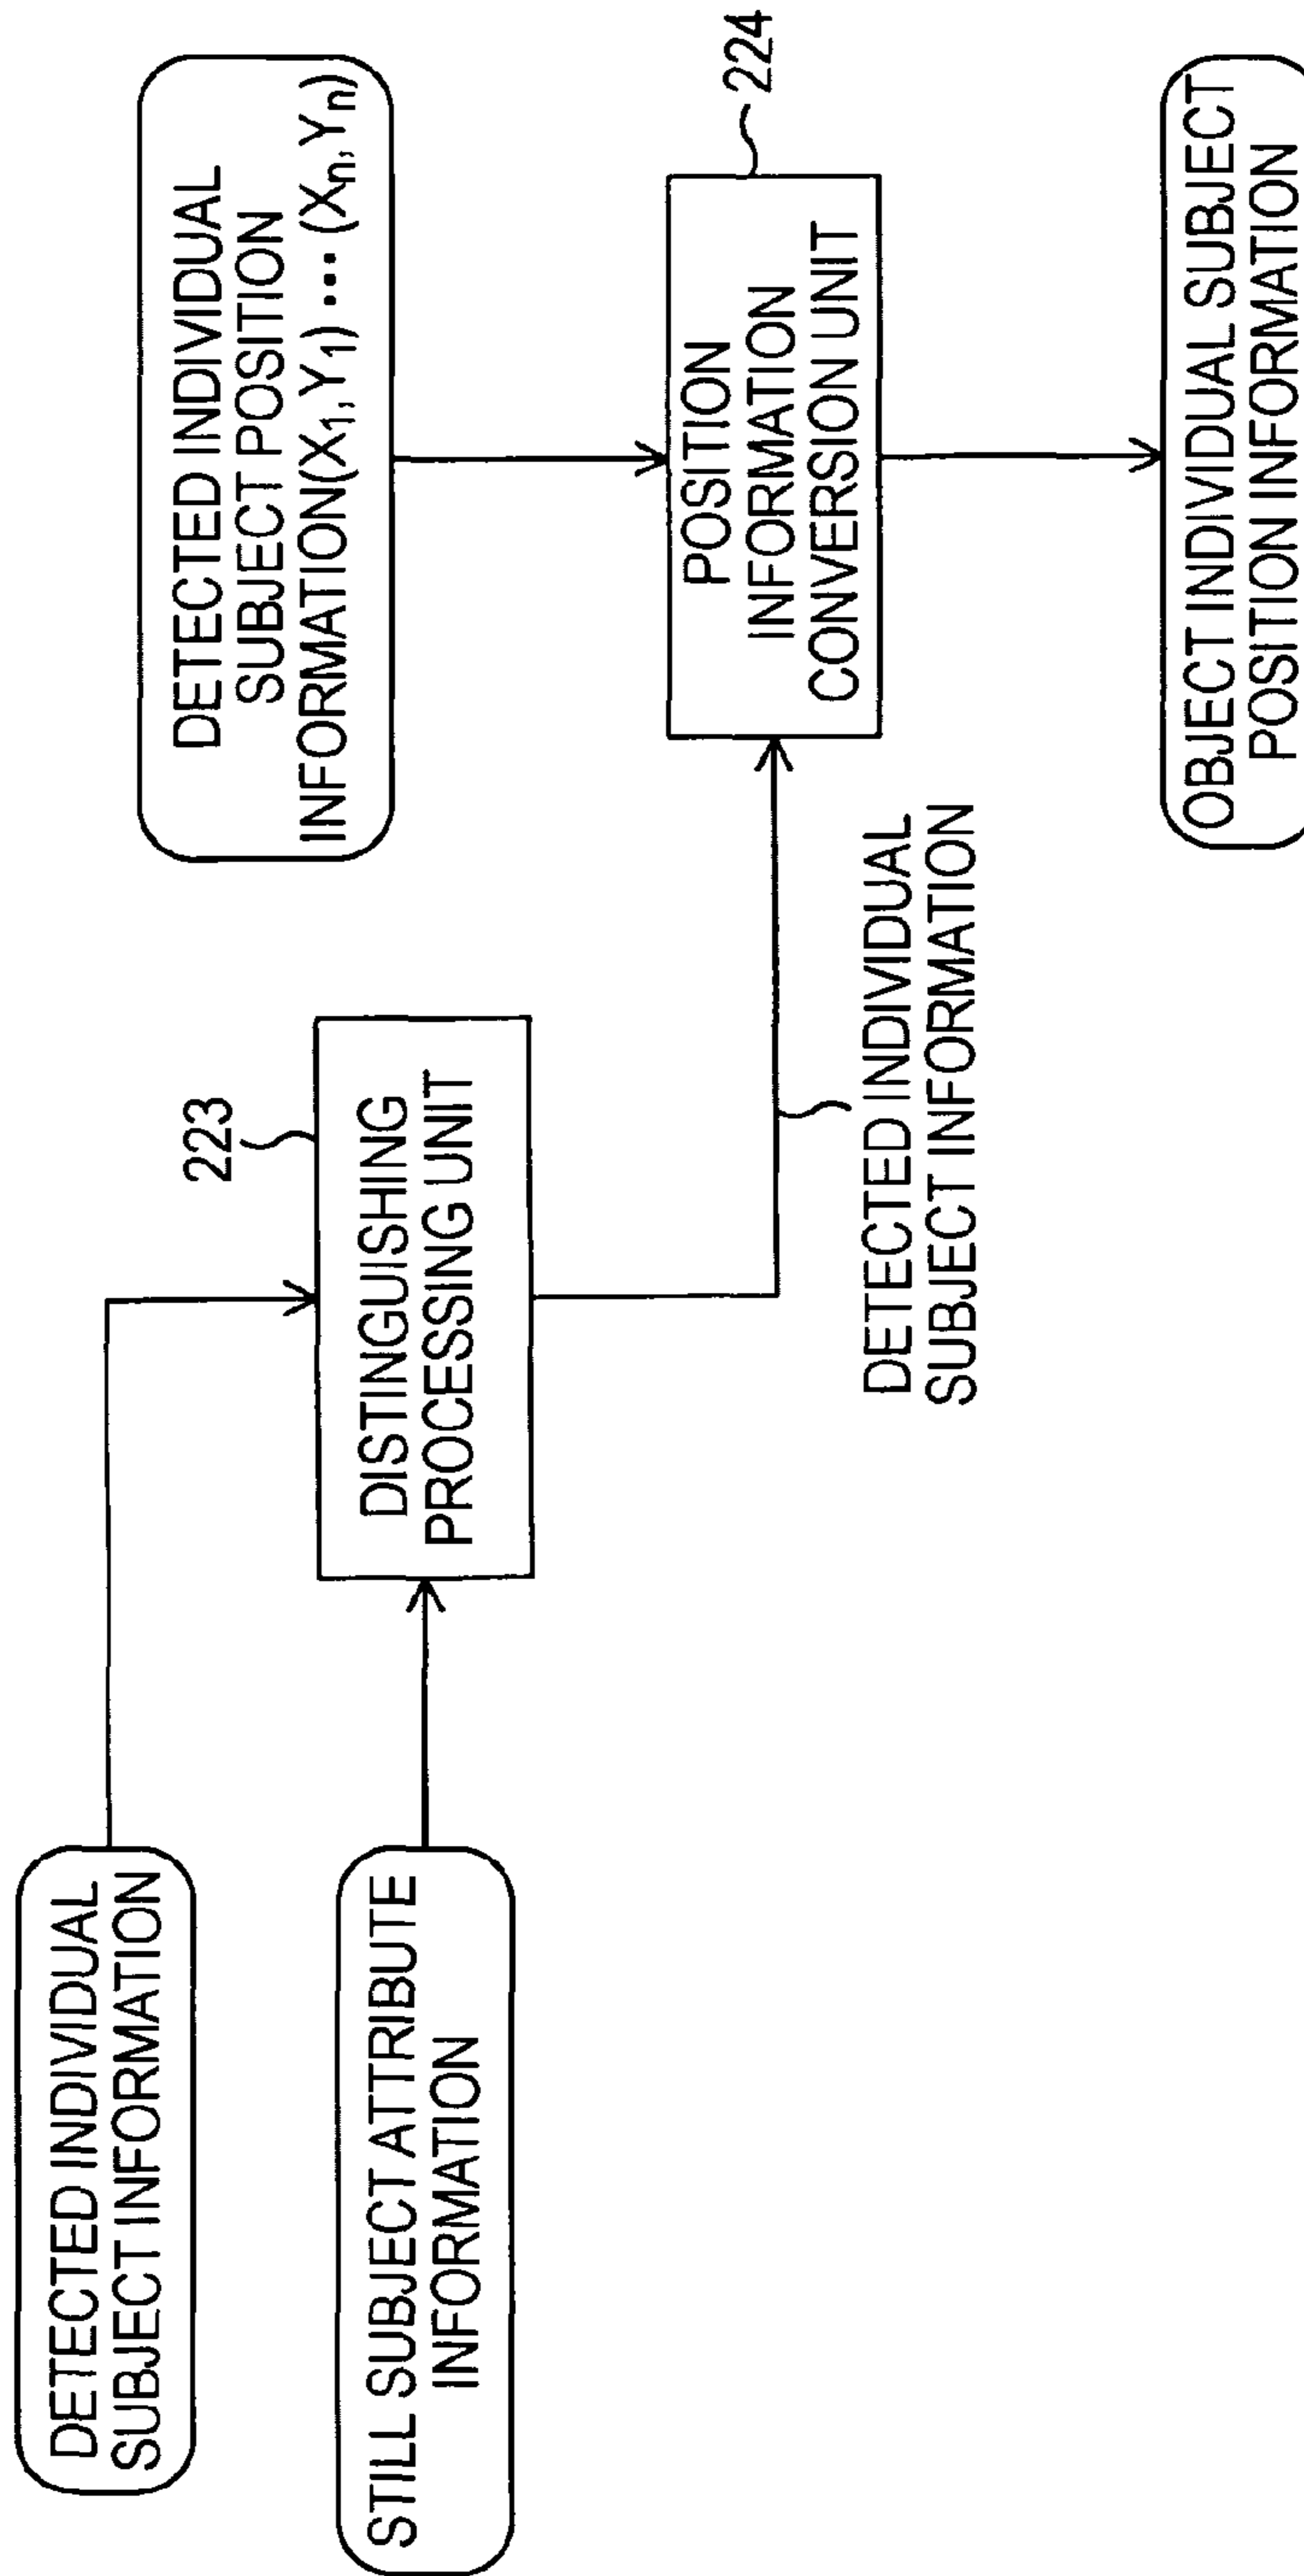 DETECTED INDIVIDUAL
SUBJECT INFORMATION
STILL SUBJECT ATTRIBUTE
INFORMATION
223
DISTINGUISHING
PROCESSING UNIT
DETECTED INDIVIDUAL
SUBJECT INFORMATION
DETECTED INDIVIDUAL
SUBJECT POSITION
INFORMATION(X₁,Y₁) ••• (Xₙ,Yₙ)
224
POSITION
INFORMATION
CONVERSION UNIT
OBJECT INDIVIDUAL SUBJECT
POSITION INFORMATION